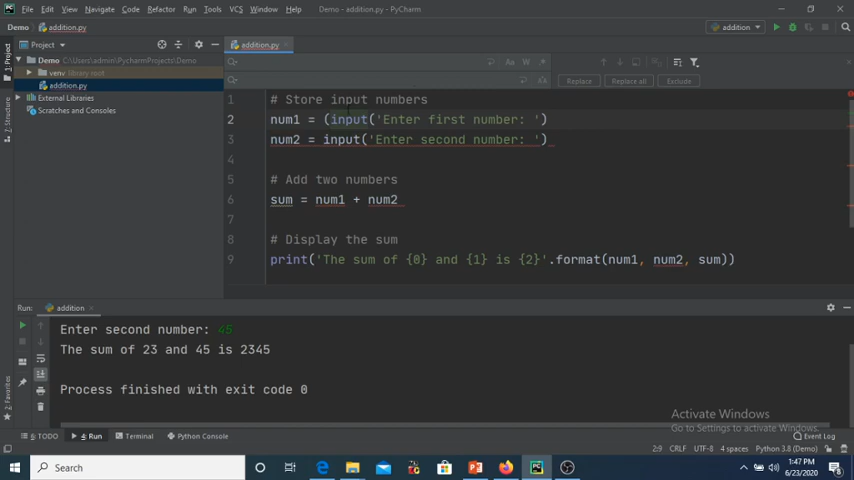 File Edit View Navigate Code Refactor Run Tools VCS Window Help Demo - addition.py - PyCharm
Demo addition.py
addition
Project
addition.py
Demo
venv library root
addition.py
External Libraries
Scratches and Consoles
1: Project
7: Structure
2: Favorites
Aa W .*
Replace Replace all Exclude
1 # Store input numbers
2 num1 = (input('Enter first number: ')
3 num2 = input('Enter second number: ')
4
5 # Add two numbers
6 sum = num1 + num2
7
8 # Display the sum
9 print('The sum of {0} and {1} is {2}'.format(num1, num2, sum))
Run: addition
Enter second number: 45
The sum of 23 and 45 is 2345
Process finished with exit code 0
Activate Windows
Go to Settings to activate Windows.
6: TODO 4: Run Terminal Python Console Event Log
2:9 CRLF UTF-8 4 spaces Python 3.8 (Demo)
Search
1:47 PM
6/23/2020